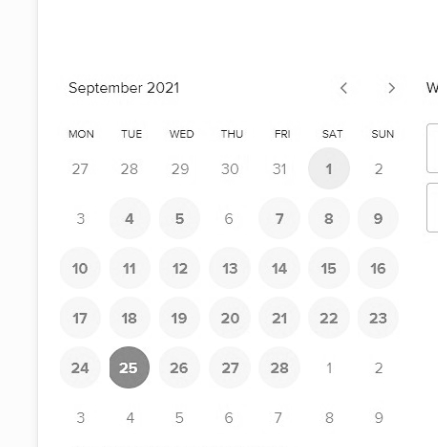 September 2021 < > W
MON TUE WED THU FRI SAT SUN
27 28 29 30 31 1 2
3 4 5 6 7 8 9
10 11 12 13 14 15 16
17 18 19 20 21 22 23
24 25 26 27 28 1 2
3 4 5 6 7 8 9